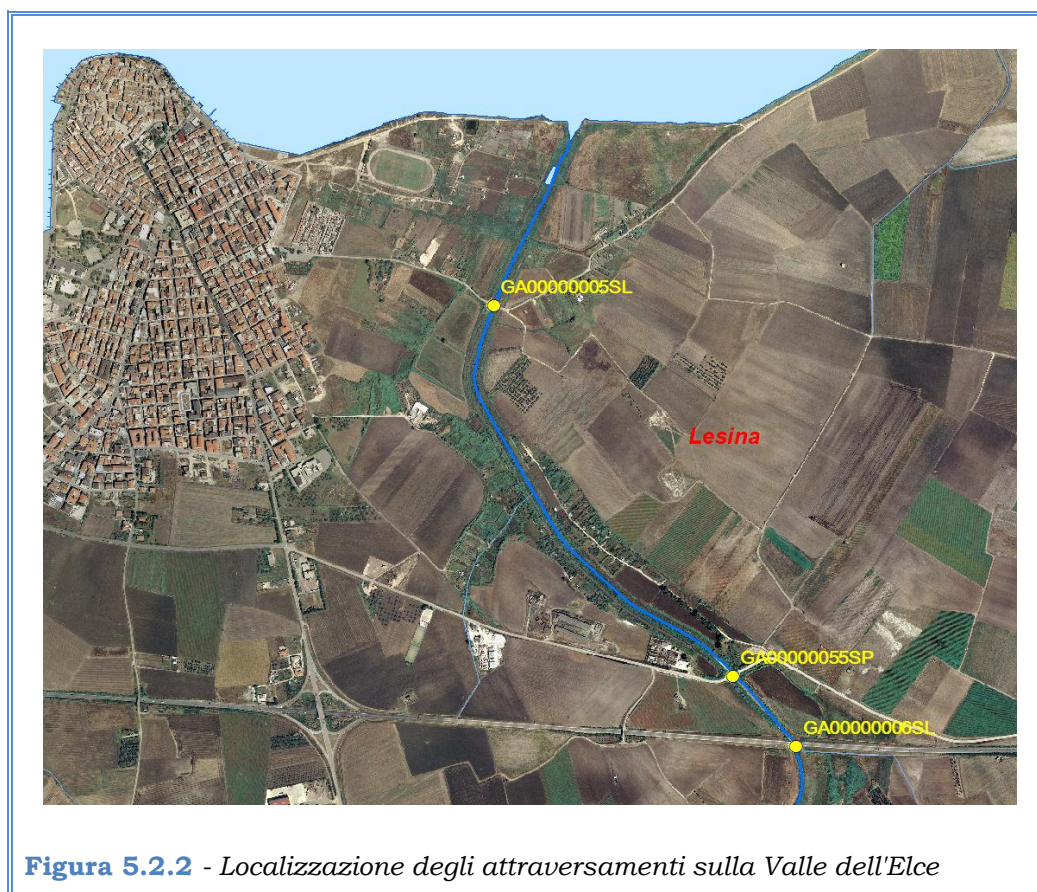 GA00000005SL
Lesina
GA00000055SP
GA00000006SL
Figura 5.2.2 - Localizzazione degli attraversamenti sulla Valle dell'Elce